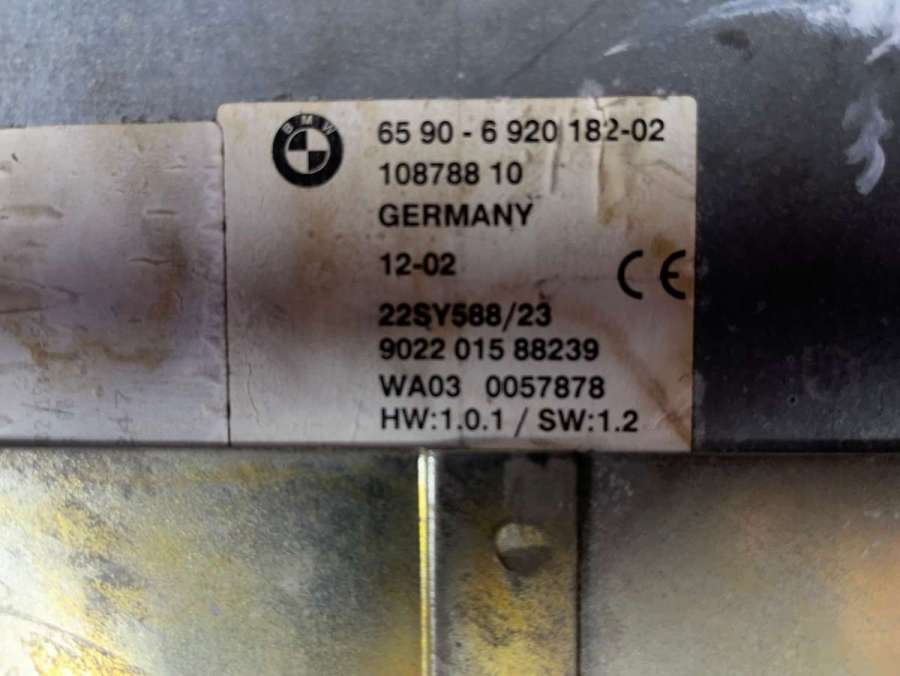 BMW
65 90 - 6 920 182-02
108788 10
GERMANY
12-02
CE
22SY588/23
9022 015 88239
WA03 0057878
HW:1.0.1 / SW:1.2